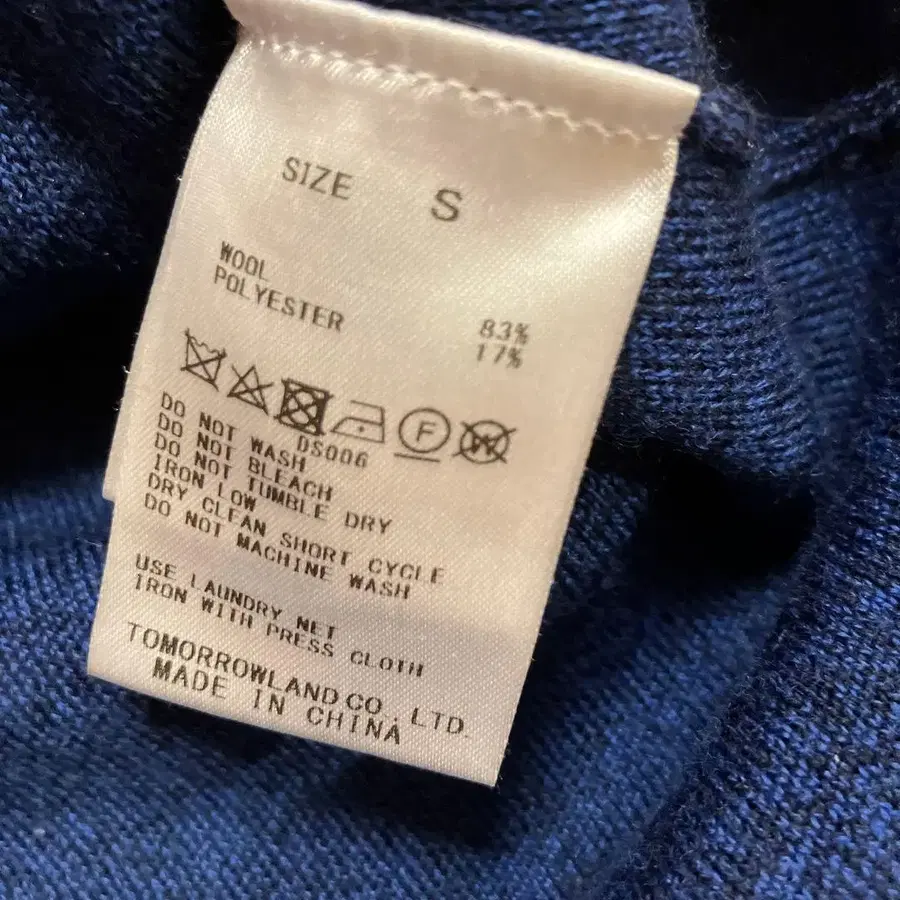 SIZE S
WOOL 83%
POLYESTER 17%
F W
DS006
DO NOT WASH
DO NOT BLEACH
DO NOT TUMBLE DRY
IRON LOW
DRY CLEAN SHORT CYCLE
DO NOT MACHINE WASH
USE LAUNDRY NET
IRON WITH PRESS CLOTH
TOMORROWLAND CO.,LTD.
MADE IN CHINA